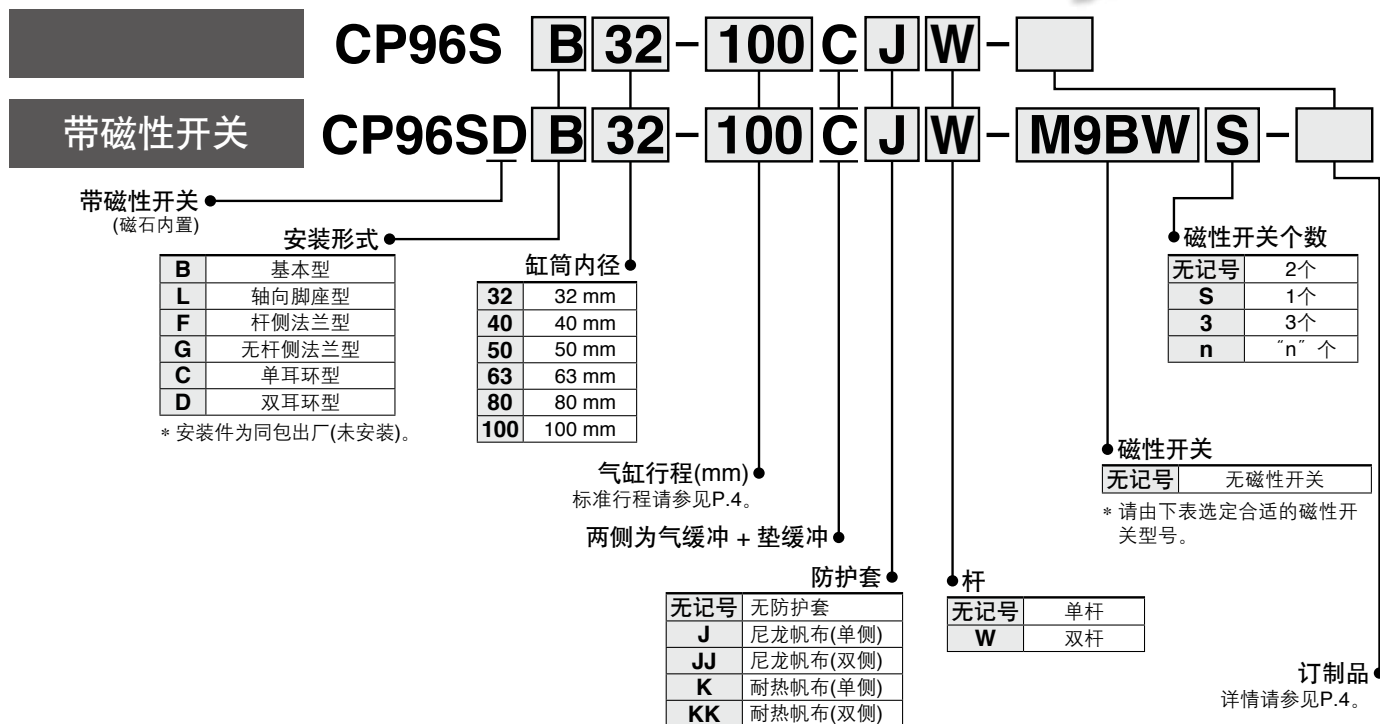 CP96S B 32 - 100 C J W -
带磁性开关 CP96SD B 32 - 100 C J W - M9BW S -
带磁性开关
(磁石内置)
安装形式
B 基本型
L 轴向脚座型
F 杆侧法兰型
G 无杆侧法兰型
C 单耳环型
D 双耳环型
* 安装件为同包出厂(未安装)。
缸筒内径
32 32 mm
40 40 mm
50 50 mm
63 63 mm
80 80 mm
100 100 mm
气缸行程(mm)
标准行程请参见P.4。
两侧为气缓冲 + 垫缓冲
防护套
无记号 无防护套
J 尼龙帆布(单侧)
JJ 尼龙帆布(双侧)
K 耐热帆布(单侧)
KK 耐热帆布(双侧)
杆
无记号 单杆
W 双杆
磁性开关个数
无记号 2个
S 1个
3 3个
n "n" 个
磁性开关
无记号 无磁性开关
* 请由下表选定合适的磁性开
关型号。
订制品
详情请参见P.4。